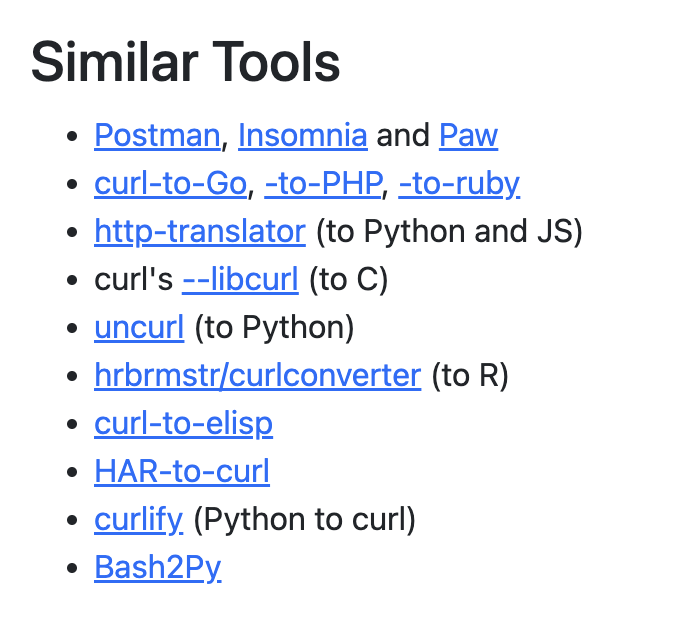 Similar Tools
• Postman, Insomnia and Paw
• curl-to-Go, -to-PHP, -to-ruby
• http-translator (to Python and JS)
• curl's --libcurl (to C)
• uncurl (to Python)
• hrbrmstr/curlconverter (to R)
• curl-to-elisp
• HAR-to-curl
• curlify (Python to curl)
• Bash2Py